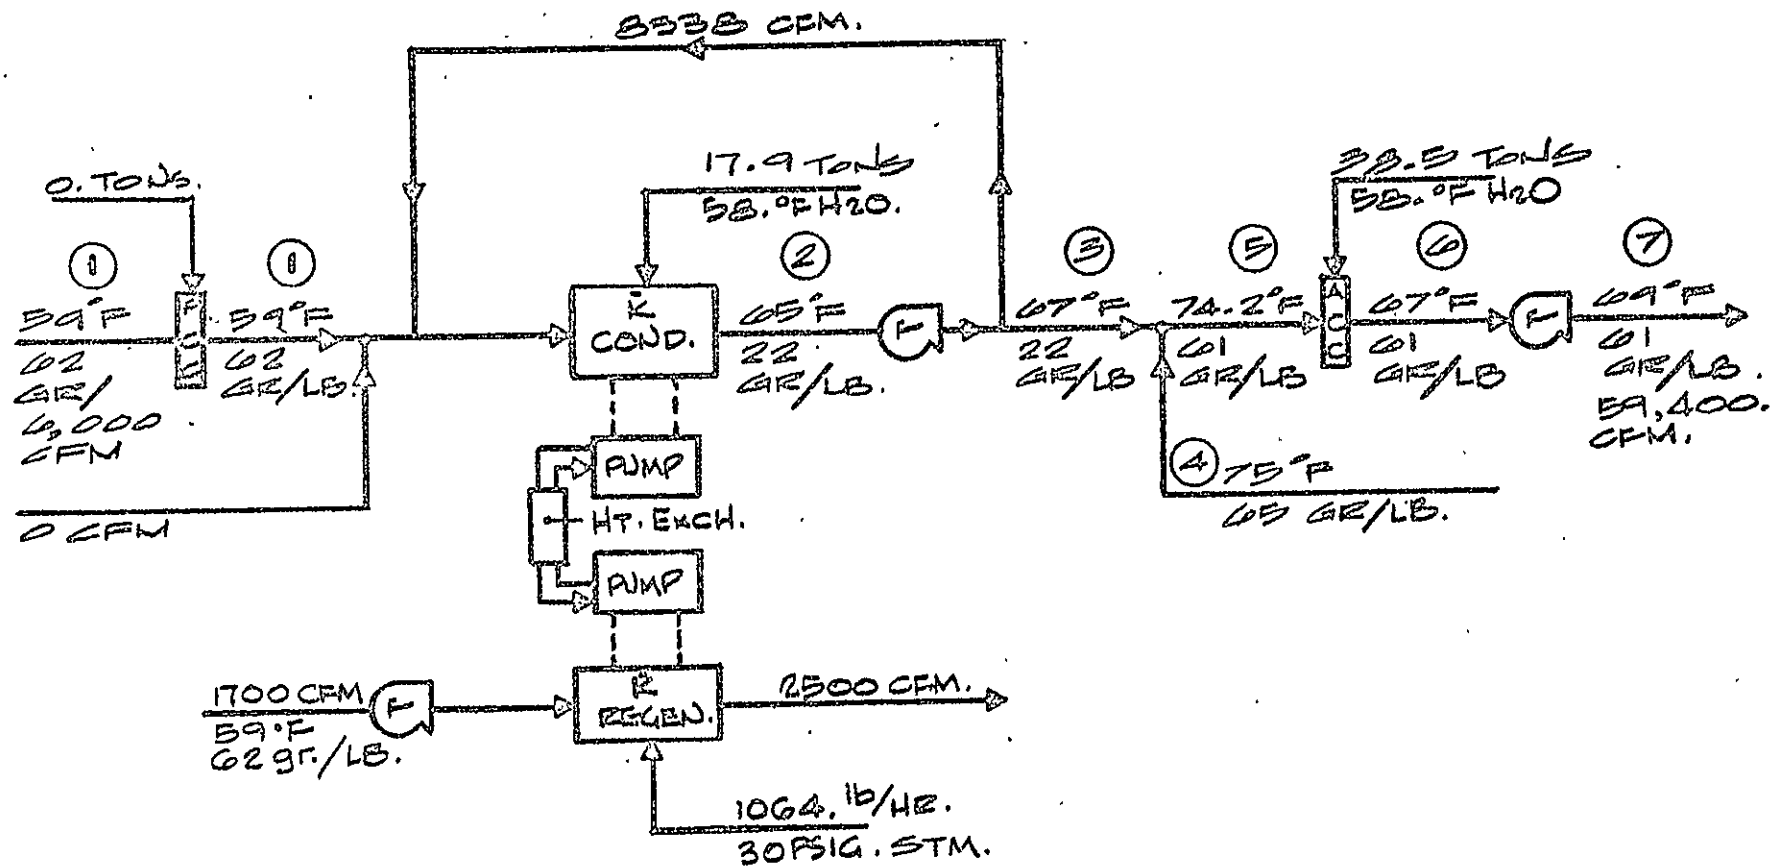 8338 CFM.
0. TONS.
17.9 TONS
58.°F H2O.
38.5 TONS
58.°F H2O
1
1
2
3
5
6
7
59°F
62
GR/
6,000
CFM
59°F
62
GR/LB.
K
COND.
65°F
22
GR/LB.
F
67°F
22
GR/LB
74.2°F
61
GR/LB
A
C
C
67°F
61
GR/LB
F
69°F
61
GR/LB.
59,400.
CFM.
4
75°F
65 GR/LB.
0 CFM
PUMP
HT. EXCH.
PUMP
1700 CFM
59°F
62 gr./LB.
F
K
REGEN.
2500 CFM.
1064. lb/HR.
30PSIG. STM.